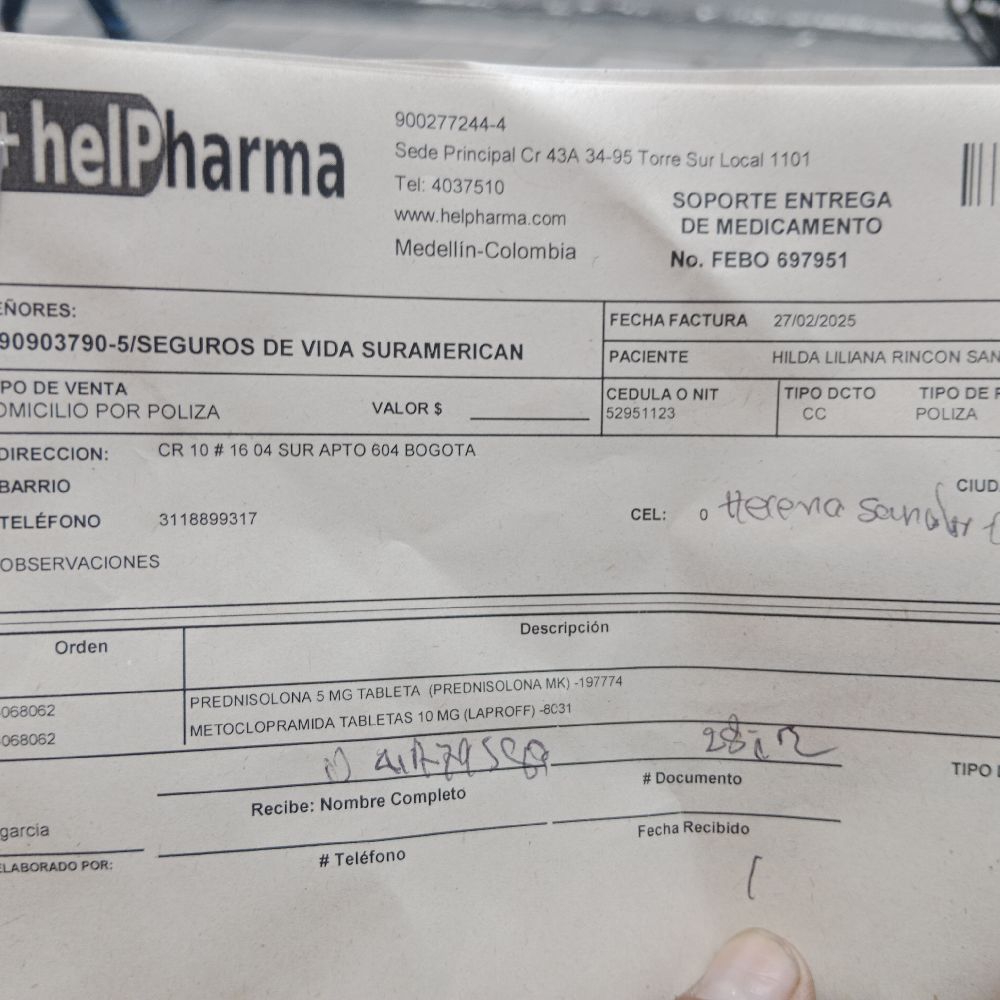 helPharma
900277244-4
Sede Principal Cr 43A 34-95 Torre Sur Local 1101
Tel: 4037510
www.helpharma.com
Medellín-Colombia
SOPORTE ENTREGA
DE MEDICAMENTO
No. FEBO 697951
EÑORES:
90903790-5/SEGUROS DE VIDA SURAMERICAN
FECHA FACTURA 27/02/2025
PACIENTE HILDA LILIANA RINCON SAN
PO DE VENTA
OMICILIO POR POLIZA
VALOR $
CEDULA O NIT
52951123
TIPO DCTO
CC
TIPO DE
POLIZA
DIRECCION: CR 10 # 16 04 SUR APTO 604 BOGOTA
BARRIO
CIUD
TELÉFONO 3118899317
CEL: 0
OBSERVACIONES
Orden Descripción
068062 PREDNISOLONA 5 MG TABLETA (PREDNISOLONA MK) -197774
068062 METOCLOPRAMIDA TABLETAS 10 MG (LAPROFF) -8031
Recibe: Nombre Completo
# Documento
TIPO
garcia
ELABORADO POR:
# Teléfono
Fecha Recibido